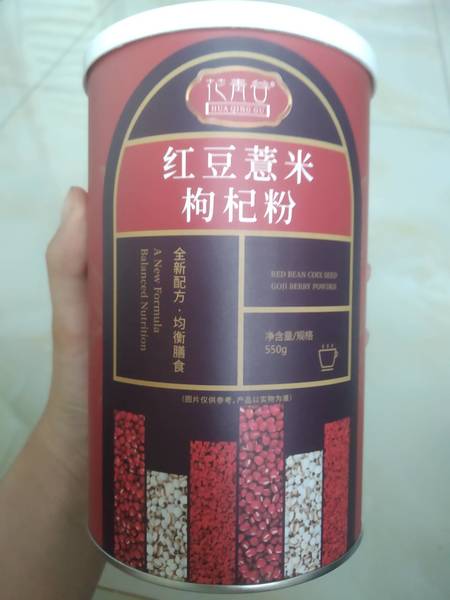 花青谷®
HUA QING GU
红豆薏米
枸杞粉
全新配方·均衡膳食
A New Formula
Balanced Nutrition
RED BEAN COIX SEED
GOJI BERRY POWDER
净含量/规格
550g
(图片仅供参考,产品以实物为准)